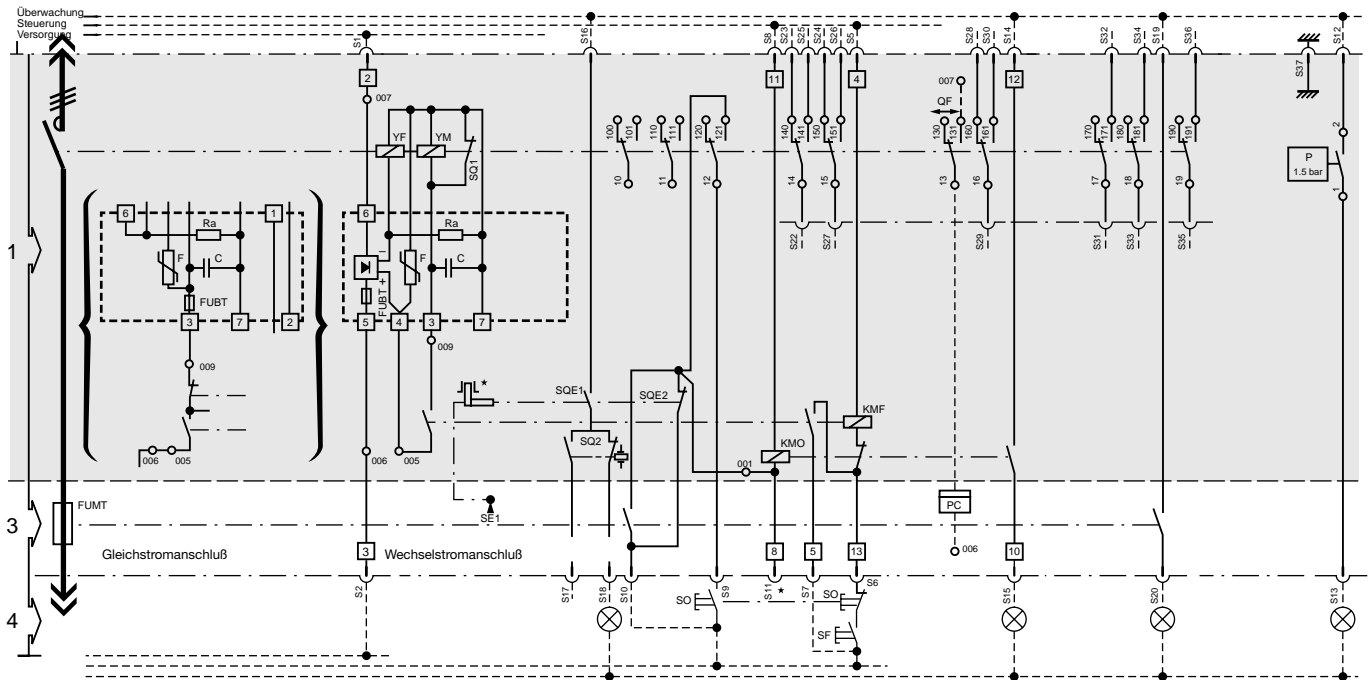 Überwachung
Steuerung
Versorgung
S1
S16
S8
S23
S25
S24
S26
S5
S28
S30
S14
S32
S34
S19
S36
S37
S12
2
11
4
12
007
007
QF
YF
YM
SQ1
100
101
110
111
120
121
140
141
150
151
130
131
160
161
170
171
180
181
190
191
2
P
1.5 bar
1
10
11
12
14
15
13
16
17
18
19
6
1
Ra
F
C
FUBT
3
7
2
6
Ra
F
C
–
+
FUBT
5
4
3
7
S22
S27
S29
S31
S33
S35
1
009
009
★
SQE1
SQE2
KMF
SQ2
KMO
006
005
006
005
001
SE1
PC
006
3
FUMT
Gleichstromanschluß
3
Wechselstromanschluß
8
5
13
10
S2
S17
S18
S10
S9
S11
★
S7
S6
S15
S20
S13
SO
SO
SF
4